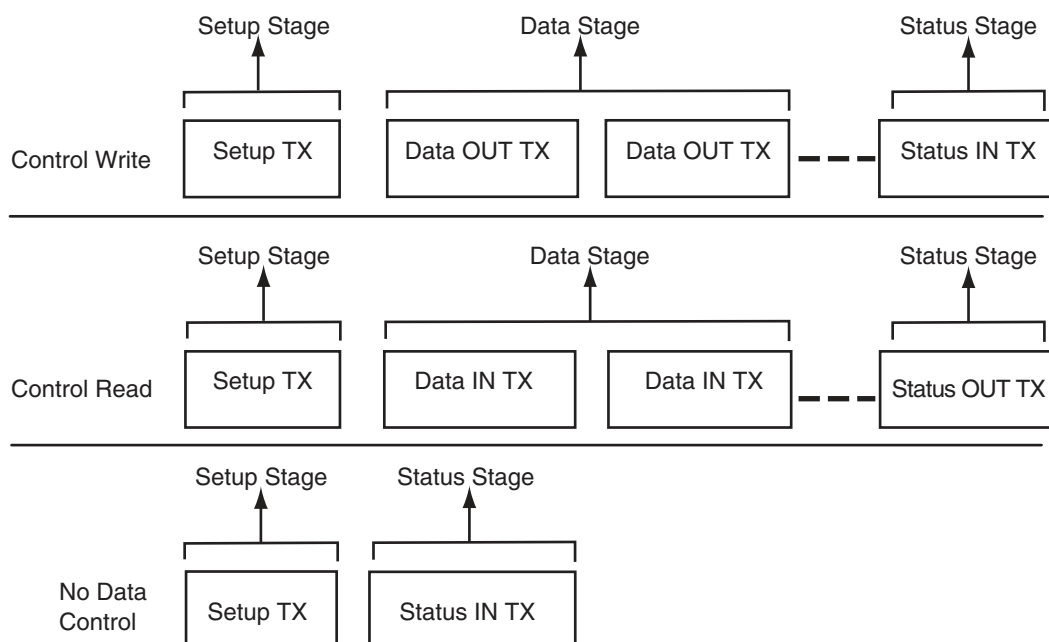 Setup Stage Data Stage Status Stage
Control Write Setup TX Data OUT TX Data OUT TX Status IN TX
Setup Stage Data Stage Status Stage
Control Read Setup TX Data IN TX Data IN TX Status OUT TX
Setup Stage Status Stage
No Data
Control Setup TX Status IN TX